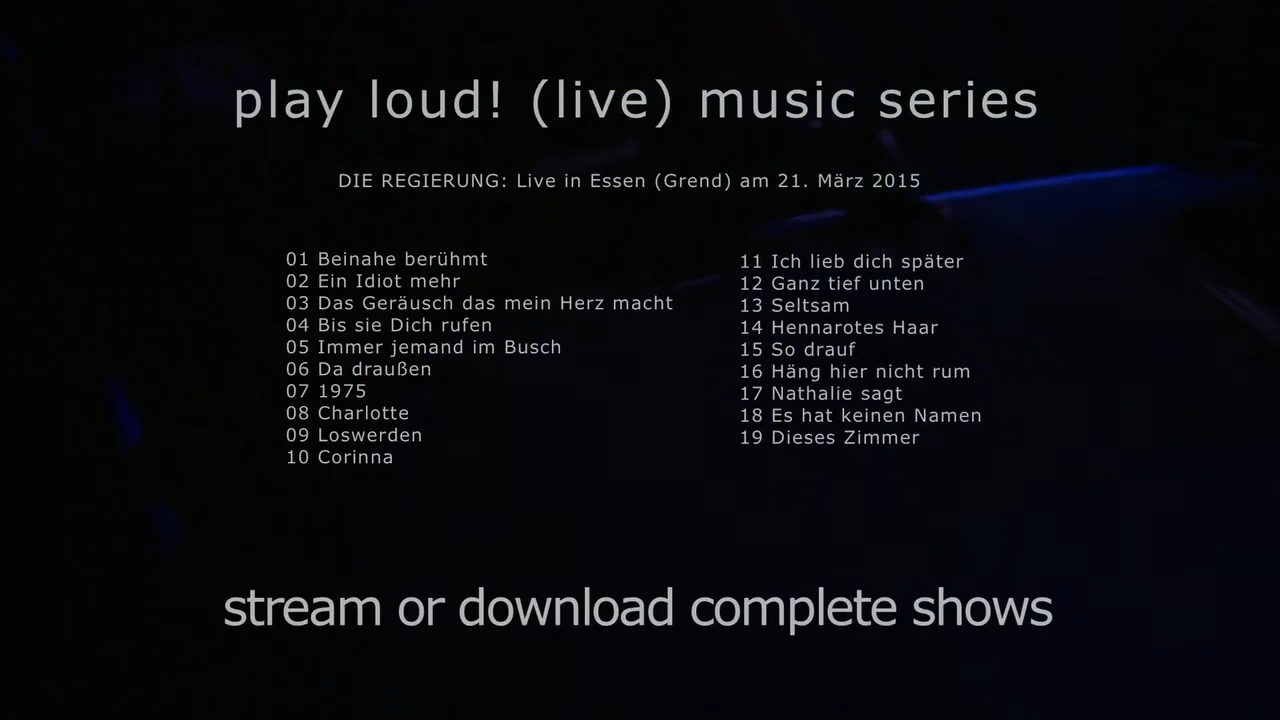 play loud! (live) music series
DIE REGIERUNG: Live in Essen (Grend) am 21. März 2015
01 Beinahe berühmt
02 Ein Idiot mehr
03 Das Geräusch das mein Herz macht
04 Bis sie Dich rufen
05 Immer jemand im Busch
06 Da draußen
07 1975
08 Charlotte
09 Loswerden
10 Corinna
11 Ich lieb dich später
12 Ganz tief unten
13 Seltsam
14 Hennarotes Haar
15 So drauf
16 Häng hier nicht rum
17 Nathalie sagt
18 Es hat keinen Namen
19 Dieses Zimmer
stream or download complete shows